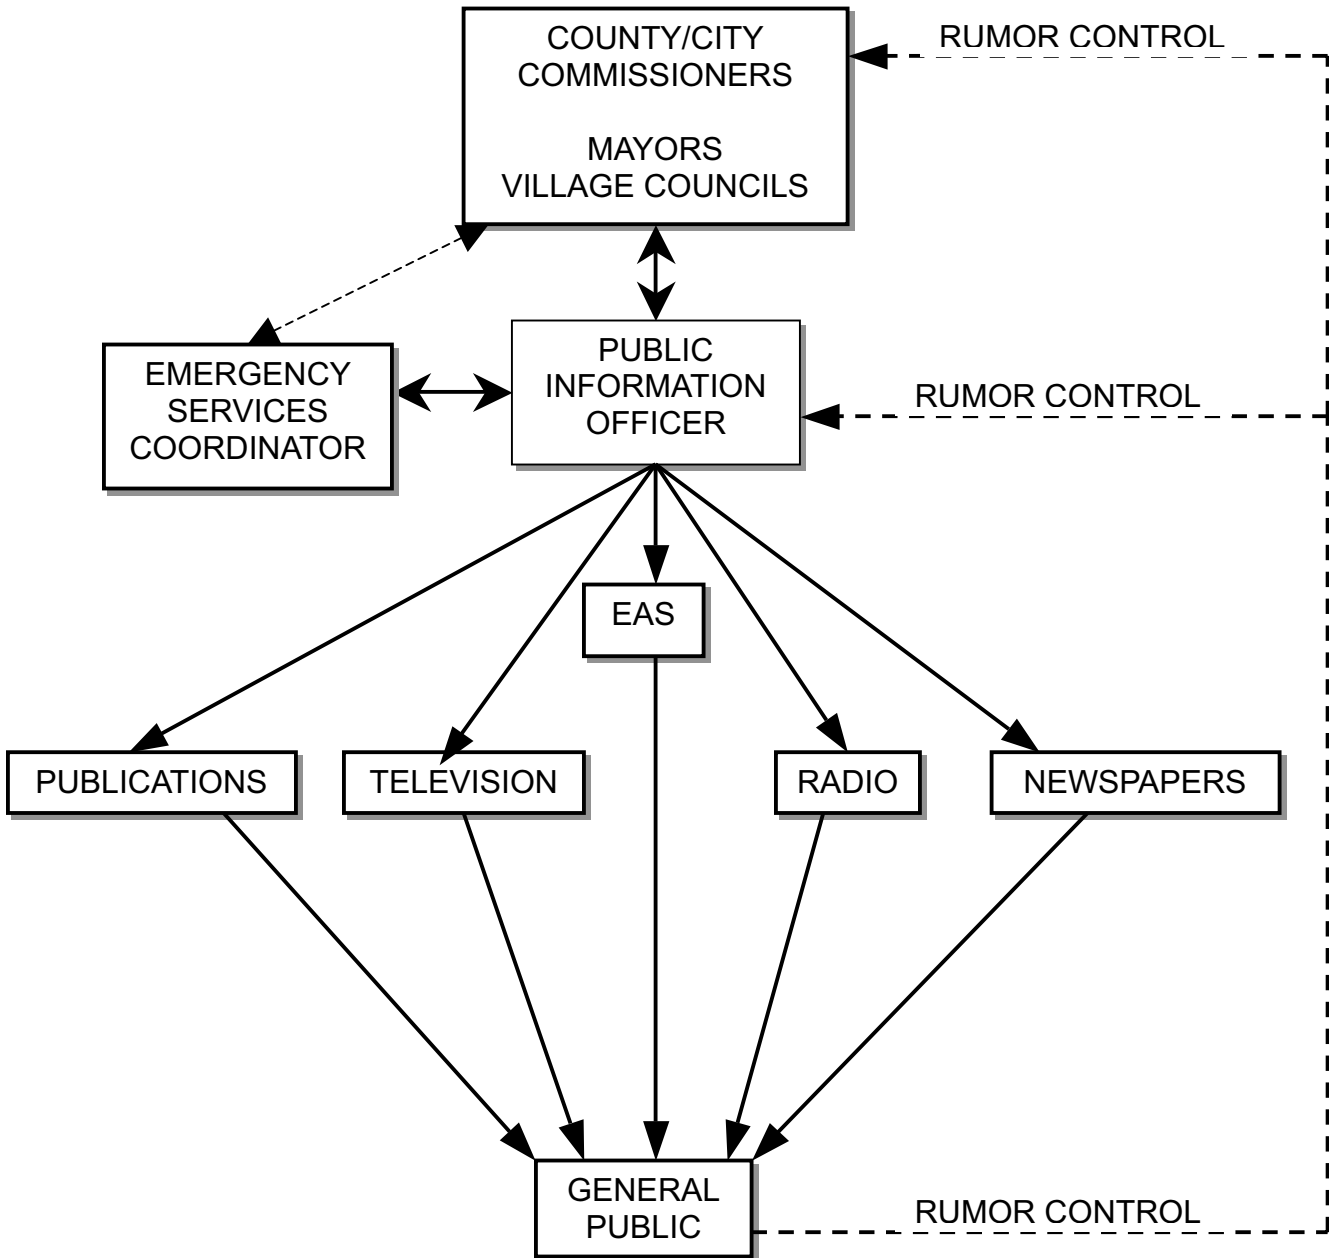 COUNTY/CITY
COMMISSIONERS
MAYORS
VILLAGE COUNCILS
RUMOR CONTROL
PUBLIC
INFORMATION
OFFICER
EMERGENCY
SERVICES
COORDINATOR
RUMOR CONTROL
EAS
PUBLICATIONS
TELEVISION
RADIO
NEWSPAPERS
GENERAL
PUBLIC
RUMOR CONTROL